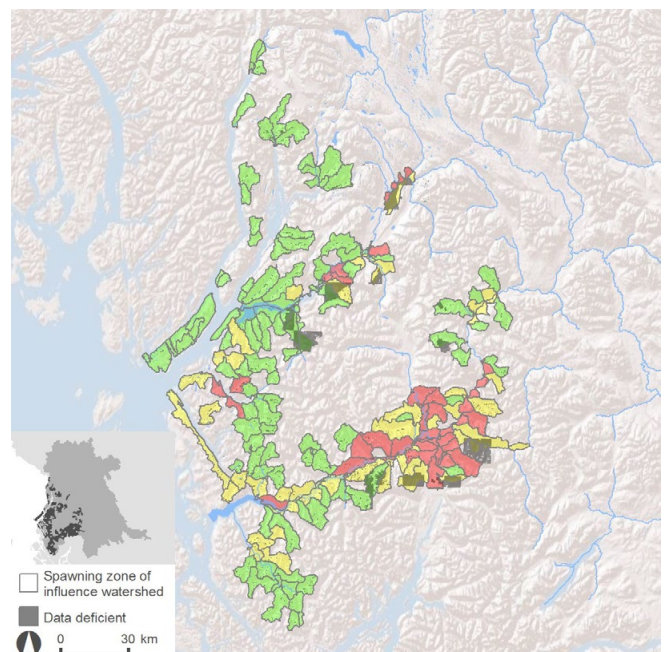 Spawning zone of
influence watershed
Data deficient
0 30 km